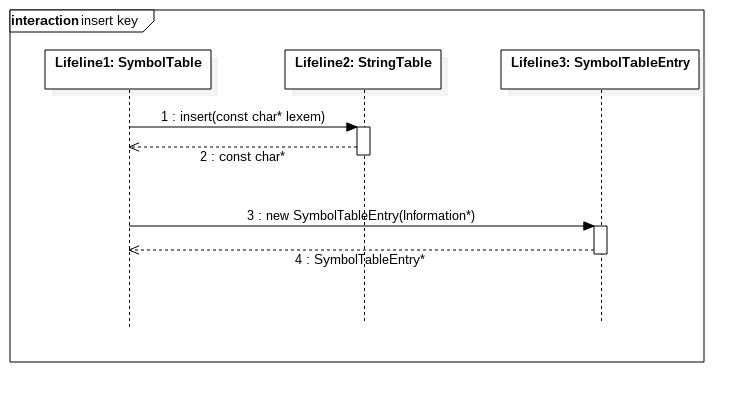 interaction insert key
Lifeline1: SymbolTable
Lifeline2: StringTable
Lifeline3: SymbolTableEntry
1 : insert(const char* lexem)
2 : const char*
3 : new SymbolTableEntry(Information*)
4 : SymbolTableEntry*